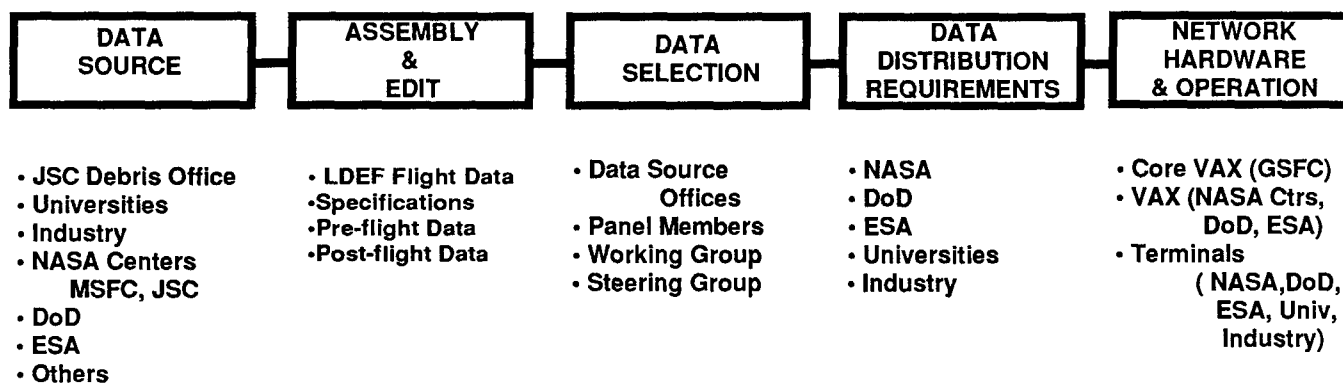 DATA
SOURCE
ASSEMBLY
&
EDIT
DATA
SELECTION
DATA
DISTRIBUTION
REQUIREMENTS
NETWORK
HARDWARE
& OPERATION
• JSC Debris Office
• Universities
• Industry
• NASA Centers
MSFC, JSC
• DoD
• ESA
• Others
• LDEF Flight Data
•Specifications
•Pre-flight Data
•Post-flight Data
• Data Source
Offices
• Panel Members
• Working Group
• Steering Group
• NASA
• DoD
• ESA
• Universities
• Industry
• Core VAX (GSFC)
• VAX (NASA Ctrs,
DoD, ESA)
• Terminals
( NASA,DoD,
ESA, Univ,
Industry)